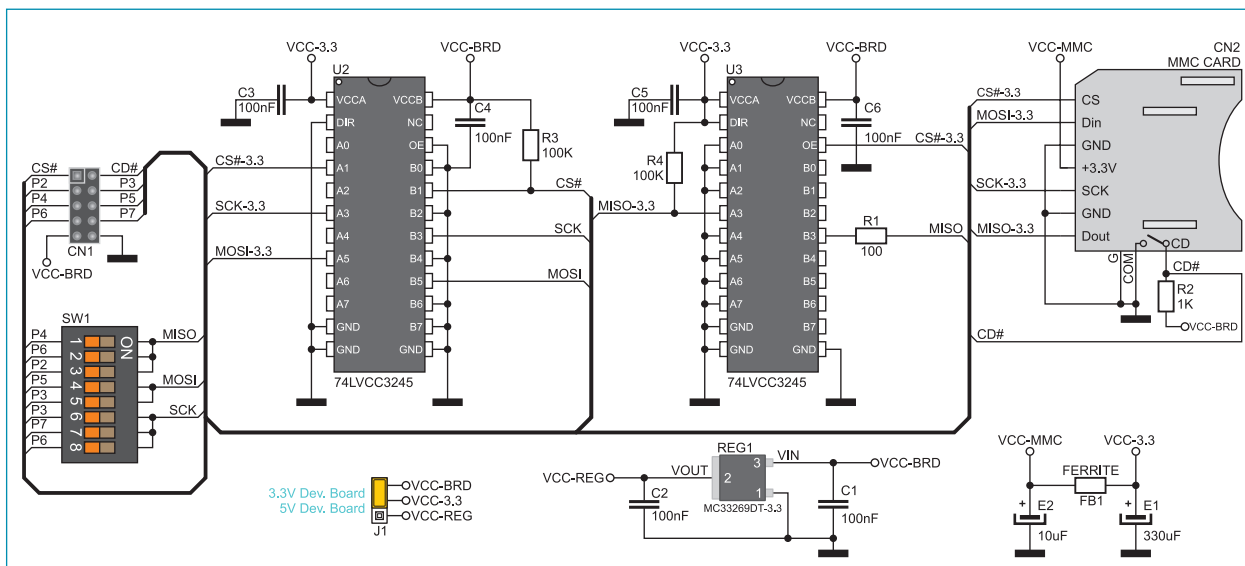 CS#
P2
P4
P6
CD#
P3
P5
P7
CN1
VCC-BRD
SW1
P4
P6
P2
P5
P3
P3
P7
P6
1
2
3
4
5
6
7
8
ON
MISO
MOSI
SCK
VCC-3.3
VCC-BRD
U2
C3
100nF
C4
100nF
R3
100K
VCCA
DIR
A0
A1
A2
A3
A4
A5
A6
A7
GND
GND
VCCB
NC
OE
B0
B1
B2
B3
B4
B5
B6
B7
GND
74LVCC3245
CS#-3.3
SCK-3.3
MOSI-3.3
CS#
SCK
MOSI
VCC-3.3
VCC-BRD
U3
C5
100nF
C6
100nF
R4
100K
MISO-3.3
VCCA
DIR
A0
A1
A2
A3
A4
A5
A6
A7
GND
GND
VCCB
NC
OE
B0
B1
B2
B3
B4
B5
B6
B7
GND
74LVCC3245
CS#-3.3
R1
100
MISO
VCC-MMC
CN2
MMC CARD
CS#-3.3
MOSI-3.3
SCK-3.3
MISO-3.3
CS
Din
GND
+3.3V
SCK
GND
Dout
CD
G
COM
CD#
R2
1K
VCC-BRD
CD#
3.3V Dev. Board
5V Dev. Board
VCC-BRD
VCC-3.3
VCC-REG
J1
REG1
VCC-REG
VOUT
2
3
1
VIN
VCC-BRD
MC33269DT-3.3
C2
100nF
C1
100nF
VCC-MMC
VCC-3.3
FERRITE
FB1
+
E2
10uF
+
E1
330uF